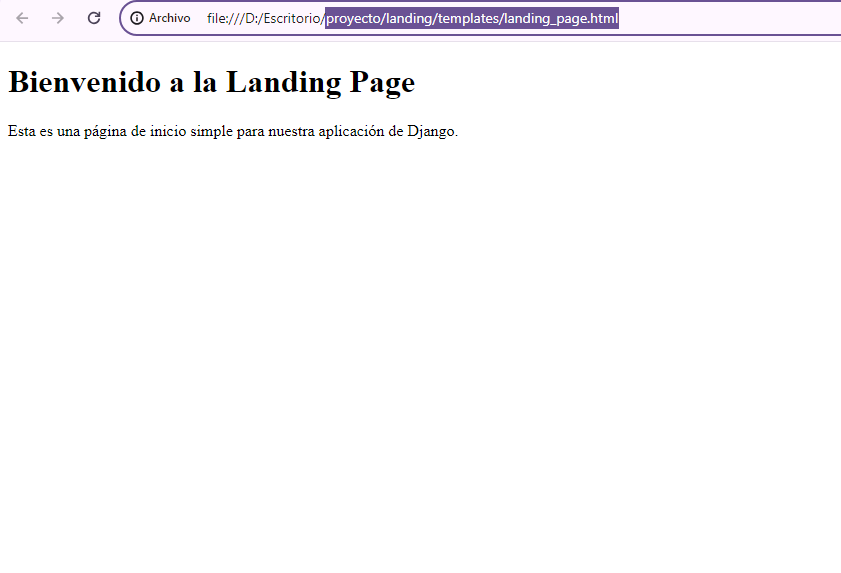 Archivo file:///D:/Escritorio/proyecto/landing/templates/landing_page.html
Bienvenido a la Landing Page
Esta es una página de inicio simple para nuestra aplicación de Django.